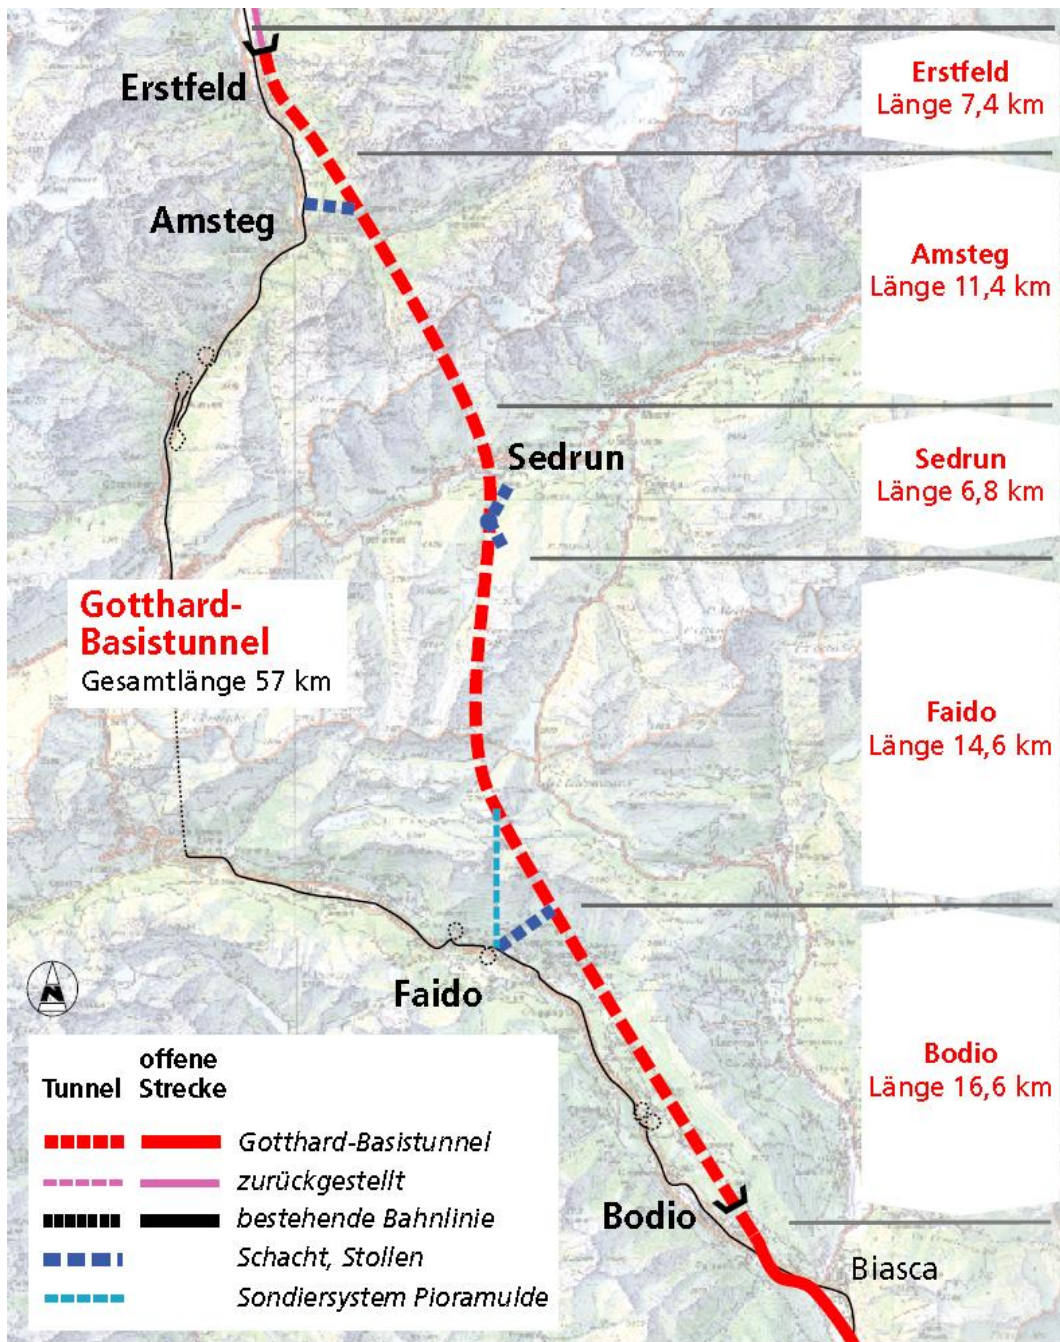 Erstfeld
Erstfeld
Länge 7,4 km
Amsteg
Amsteg
Länge 11,4 km
Sedrun
Sedrun
Länge 6,8 km
Gotthard-
Basistunnel
Gesamtlänge 57 km
Faido
Länge 14,6 km
Faido
N
Bodio
Länge 16,6 km
Bodio
Biasca
Tunnel offene
Strecke
Gotthard-Basistunnel
zurückgestellt
bestehende Bahnlinie
Schacht, Stollen
Sondiersystem Pioramulde